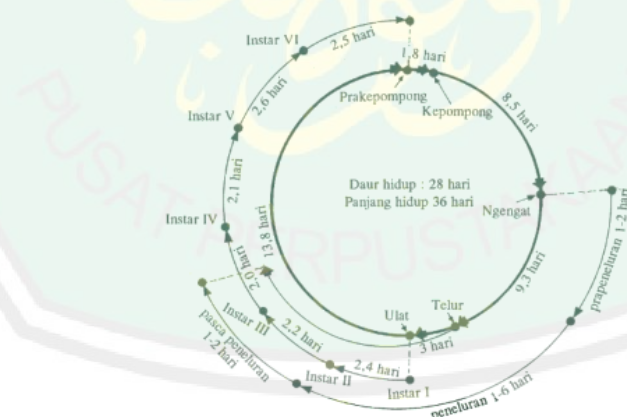 Instar VI
2,5 hari
1,8 hari
Prakepompong
Kepompong
2,6 hari
8,5 hari
Instar V
2,1 hari
Daur hidup : 28 hari
Panjang hidup 36 hari
Ngengat
Instar IV
13,8 hari
2,0 hari
9,3 hari
prapeneluran 1-2 hari
Instar III
Ulat
Telur
3 hari
2,2 hari
pasca peneluran
1-2 hari
2,4 hari
Instar II
Instar I
peneluran 1-6 hari
PUSAT PERPUSTAKAAN